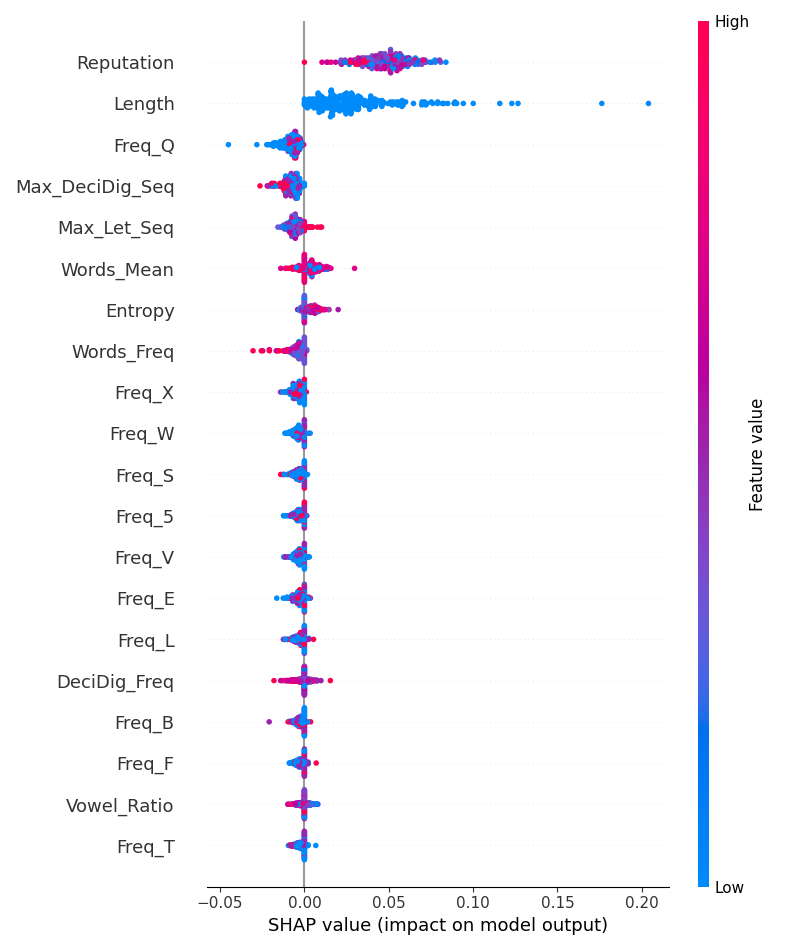 High
Reputation
Length
Freq_Q
Max_DeciDig_Seq
Max_Let_Seq
Words_Mean
Entropy
Words_Freq
Freq_X
Freq_W
Freq_S
Freq_5
Freq_V
Freq_E
Freq_L
DeciDig_Freq
Freq_B
Freq_F
Vowel_Ratio
Freq_T
Feature value
Low
−0.05 0.00 0.05 0.10 0.15 0.20
SHAP value (impact on model output)